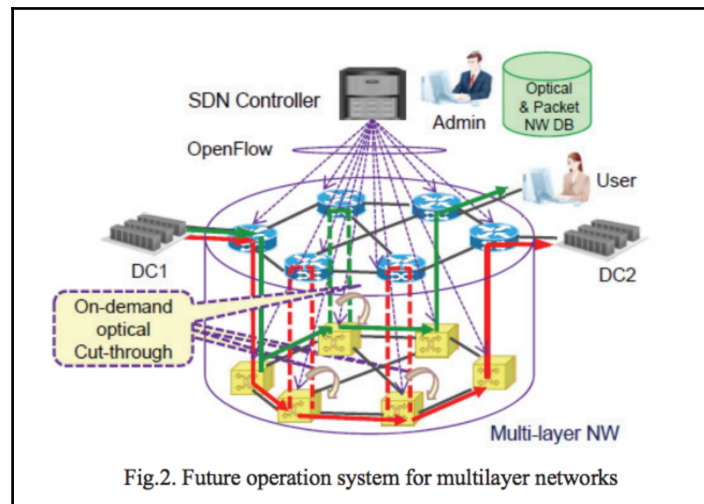 SDN Controller
Admin
Optical
& Packet
NW DB
OpenFlow
User
DC1
DC2
On-demand
optical
Cut-through
Multi-layer NW
Fig.2. Future operation system for multilayer networks